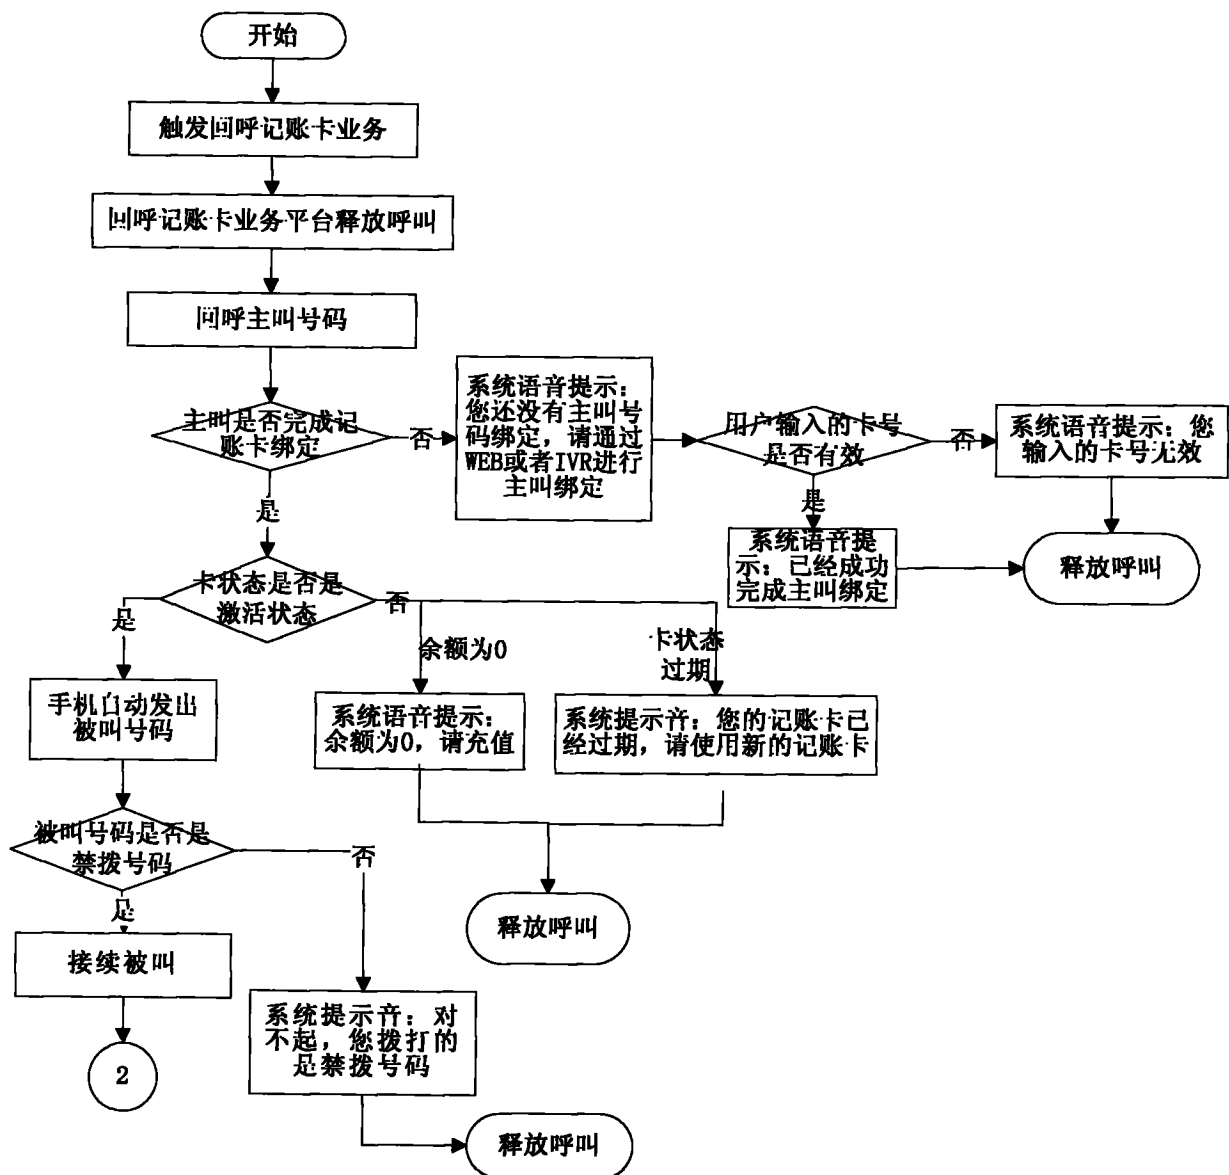 开始
触发回呼记账卡业务
回呼记账卡业务平台释放呼叫
回呼主叫号码
主叫是否完成记
账卡绑定
否
系统语音提示：
您还没有主叫号
码绑定，请通过
WEB或者IVR进行
主叫绑定
用户输入的卡号
是否有效
否
系统语音提示：您
输入的卡号无效
是
系统语音提
示：已经成功
完成主叫绑定
释放呼叫
是
卡状态是否是
激活状态
否
是
余额为0
卡状态
过期
手机自动发出
被叫号码
系统语音提示：
余额为0，请充值
系统提示音：您的记账卡已
经过期，请使用新的记账卡
被叫号码是否是
禁拨号码
否
是
释放呼叫
接续被叫
系统提示音：对
不起，您拨打的
是禁拨号码
2
释放呼叫